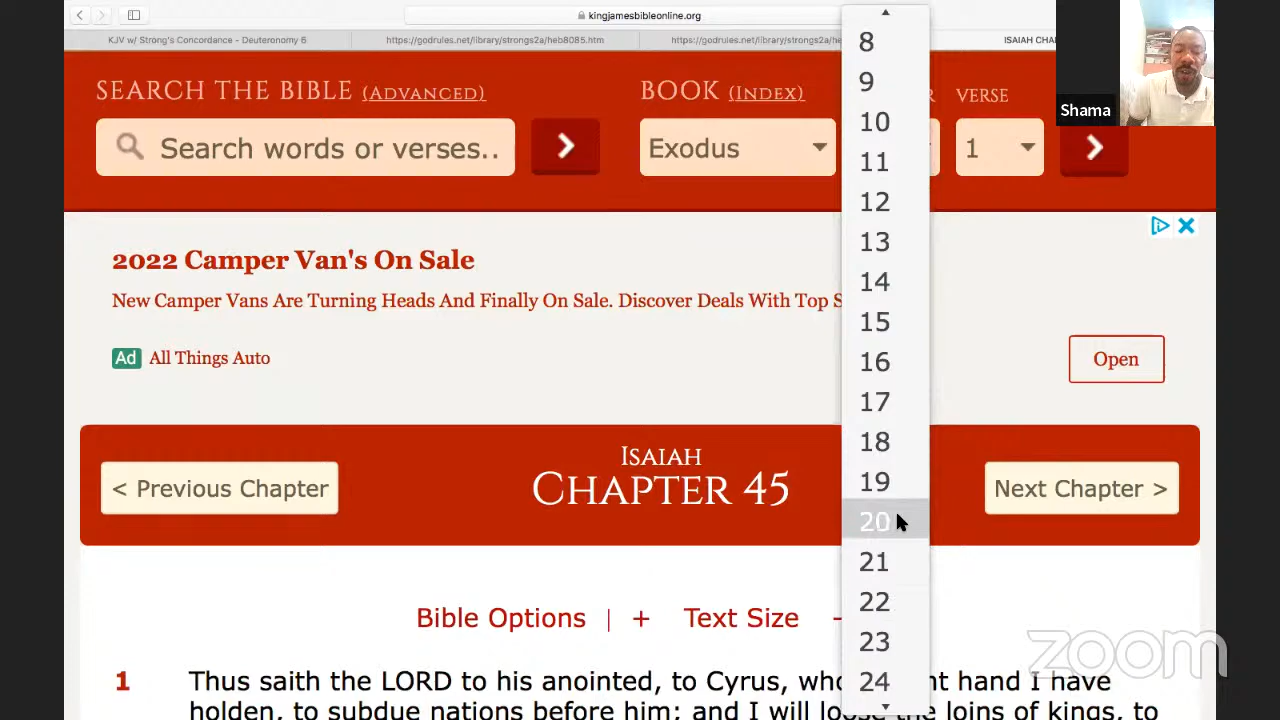 kingjamesbibleonline.org
KJV w/ Strong's Concordance - Deuteronomy 6
https://godrules.net/library/strongs2a/heb8085.htm
https://godrules.net/library/strongs2a/he
ISAIAH CHA
SEARCH THE BIBLE (ADVANCED)
BOOK (INDEX)
R
VERSE
Shama
Search words or verses..
Exodus
1
8
9
10
11
12
13
14
15
16
17
18
19
20
21
22
23
24
2022 Camper Van's On Sale
New Camper Vans Are Turning Heads And Finally On Sale. Discover Deals With Top S
Ad All Things Auto
Open
< Previous Chapter
ISAIAH
CHAPTER 45
Next Chapter >
Bible Options | + Text Size -
1 Thus saith the LORD to his anointed, to Cyrus, hand I have
holden, to subdue nations before him; and I will loins of kings, to
zoom